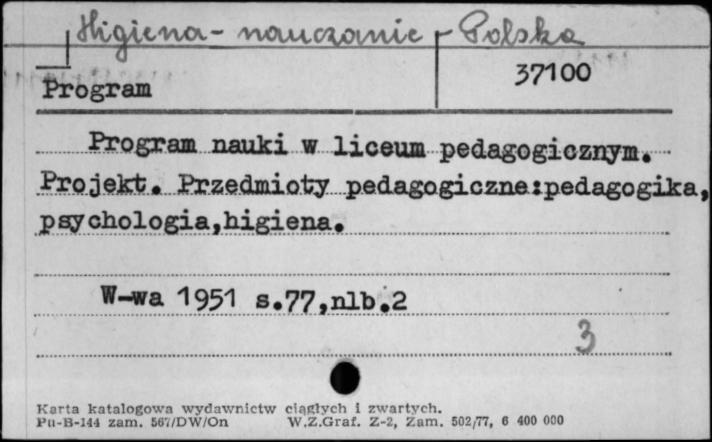 Higiena - nauczanie - Polska
37100
Program
Program nauki w liceum pedagogicznym.
Projekt. Przedmioty pedagogiczne:pedagogika,
psychologia,higiena.
W-wa 1951 s.77,nlb.2
3
Karta katalogowa wydawnictw ciągłych i zwartych.
Pu-B-144 zam. 567/DW/On W.Z.Graf. Z-2, Zam. 502/77, 6 400 000